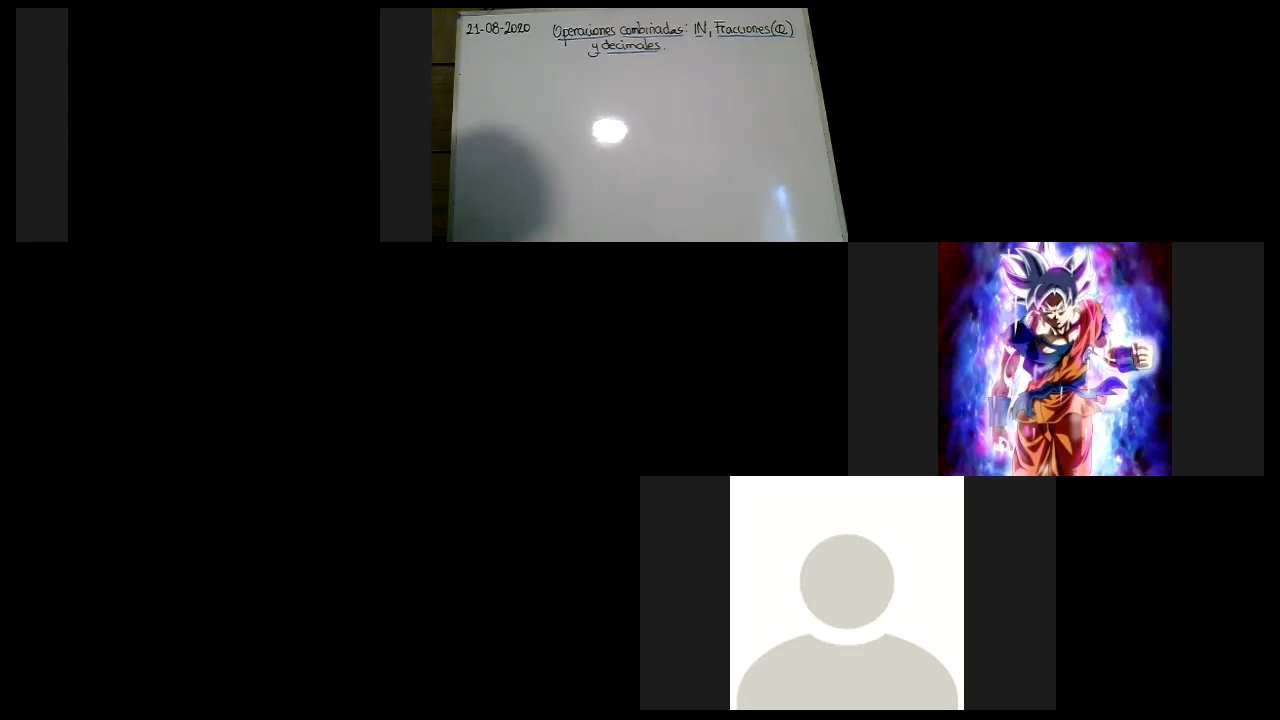 21-08-2020 Operaciones combinadas: IN, Fracciones (Q)
y decimales.